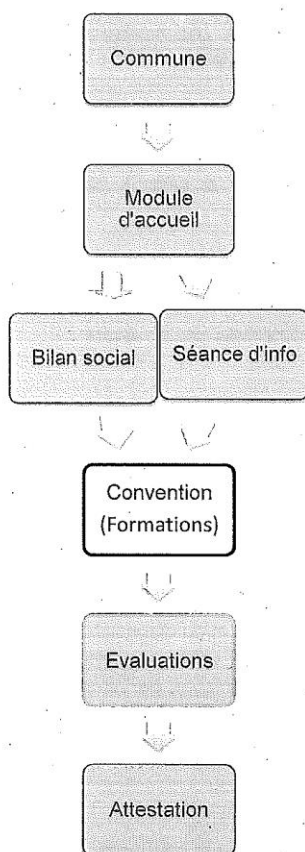 Commune
Module
d'accueil
Bilan social
Séance d'info
Convention
(Formations)
Evaluations
Attestation